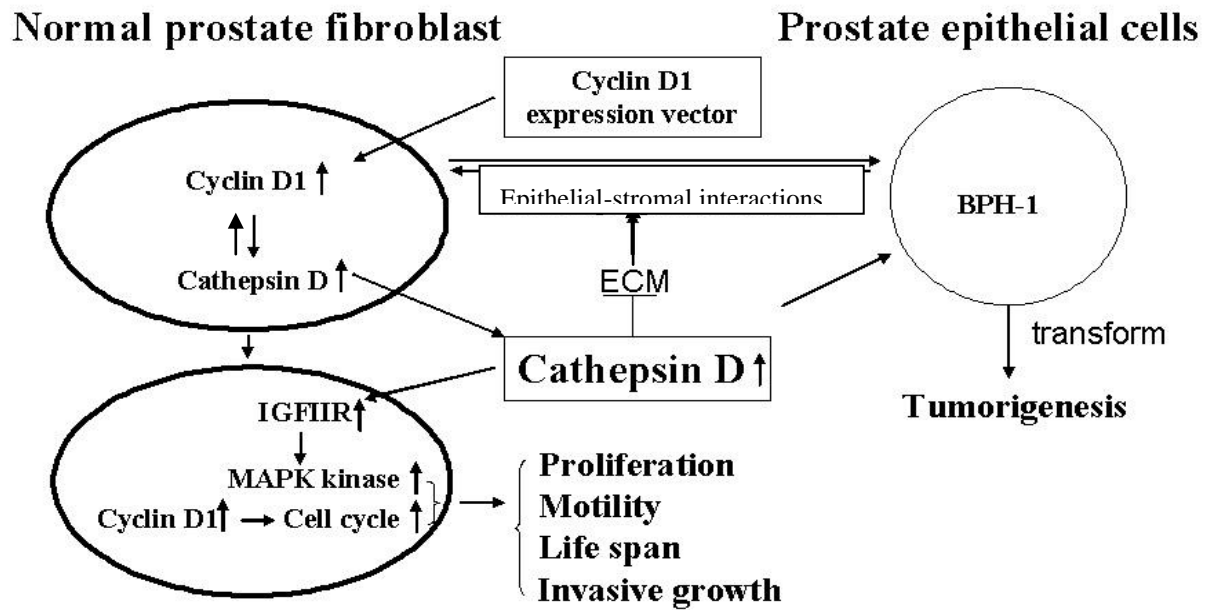 Normal prostate fibroblast
Prostate epithelial cells
Cyclin D1
expression vector
Cyclin D1
Epithelial-stromal interactions
BPH-1
Cathepsin D
ECM
transform
Cathepsin D
IGFIIR
Tumorigenesis
MAPK kinase
Cyclin D1
Cell cycle
Proliferation
Motility
Life span
Invasive growth